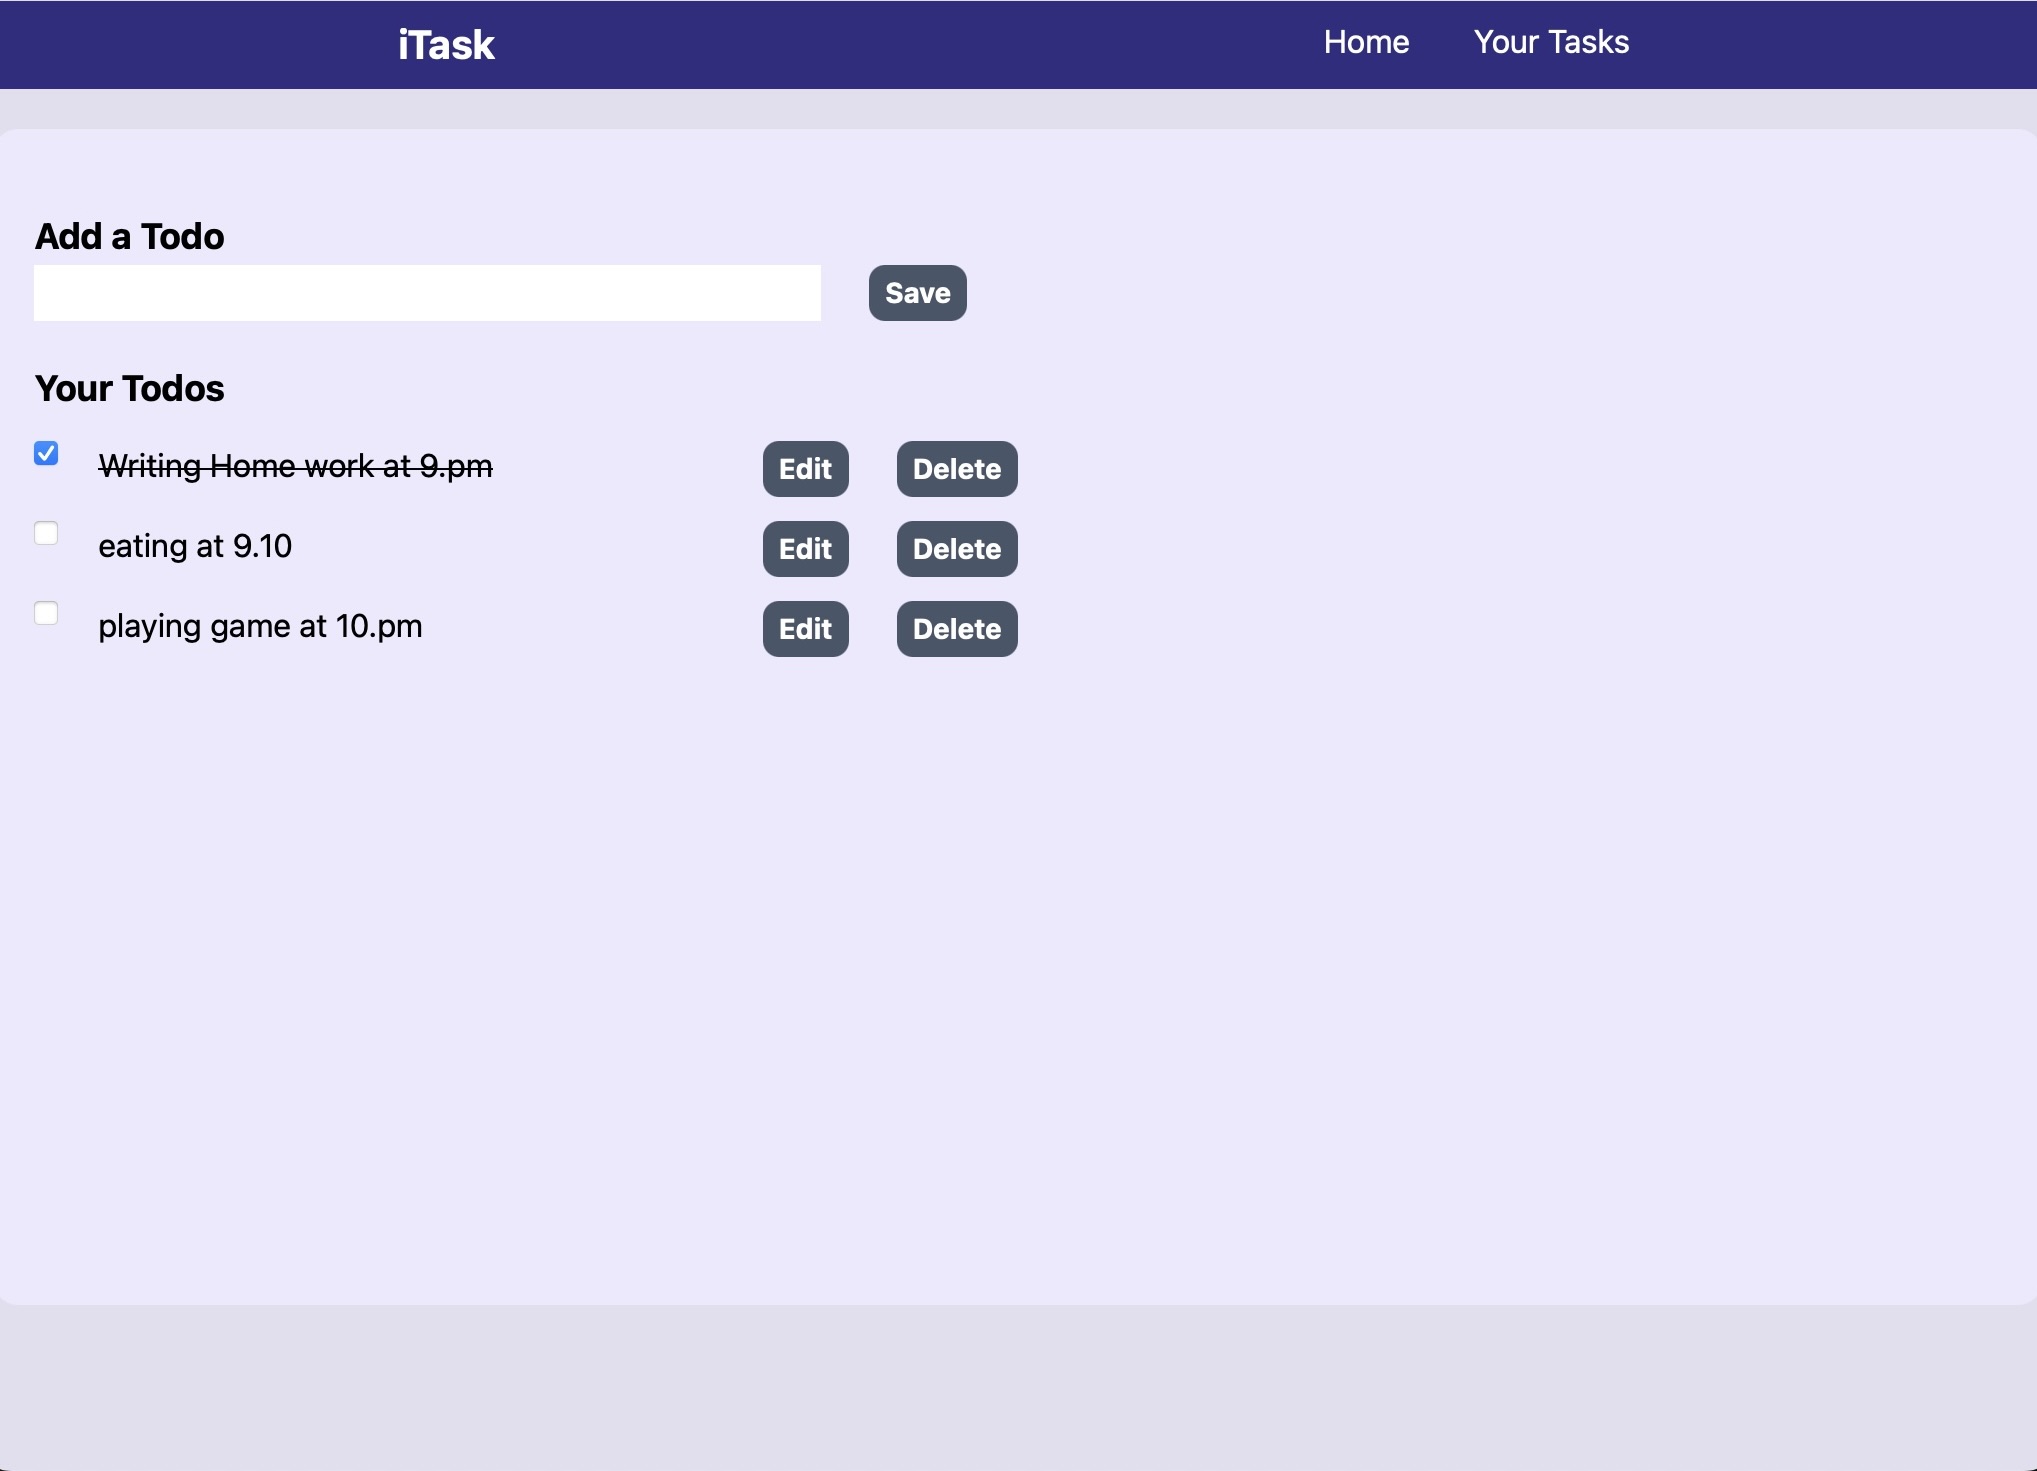 iTask Home Your Tasks
Add a Todo
Save
Your Todos
Writing Home work at 9.pm Edit Delete
eating at 9.10 Edit Delete
playing game at 10.pm Edit Delete